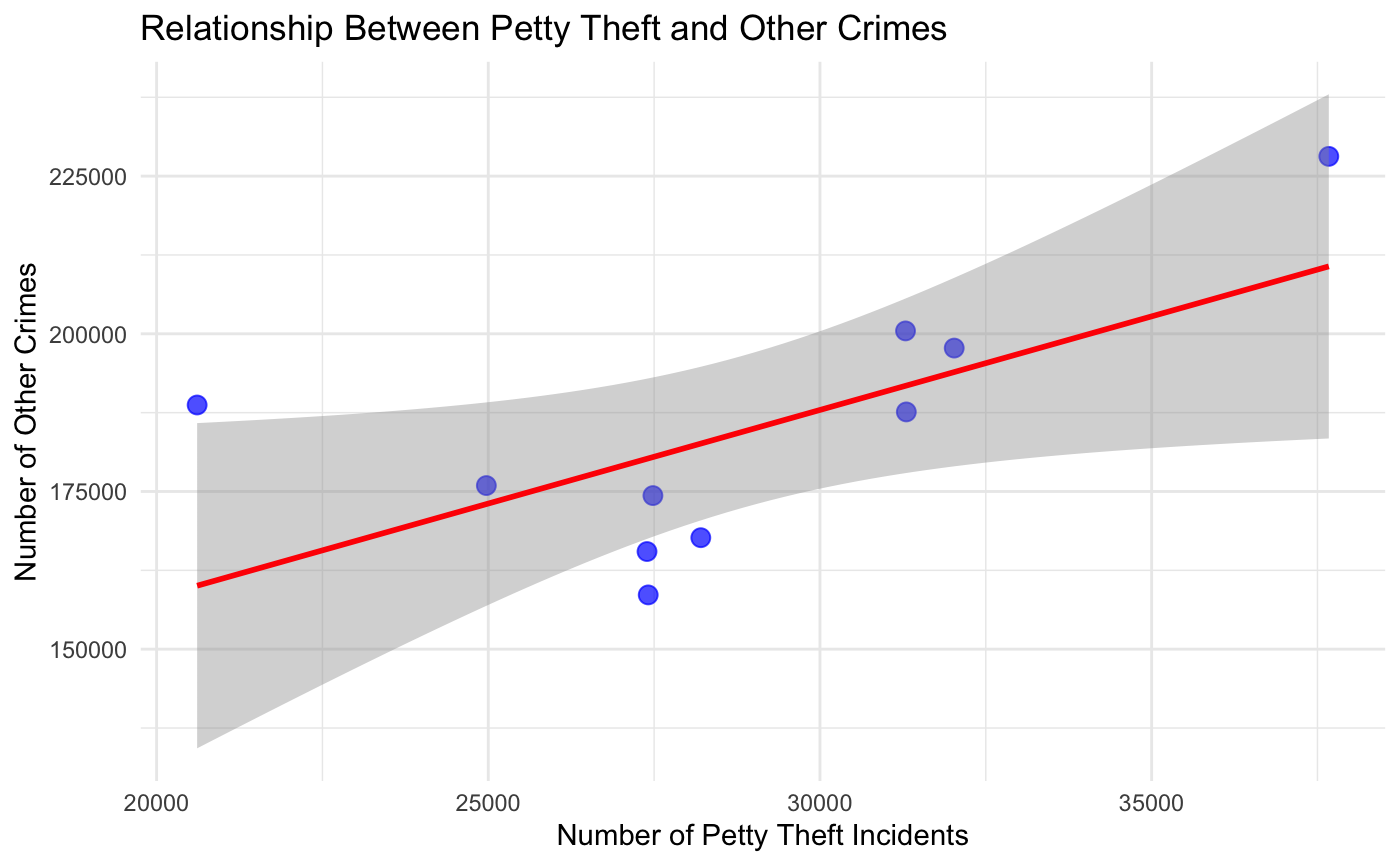 Relationship Between Petty Theft and Other Crimes
Number of Other Crimes
225000
200000
175000
150000
20000 25000 30000 35000
Number of Petty Theft Incidents